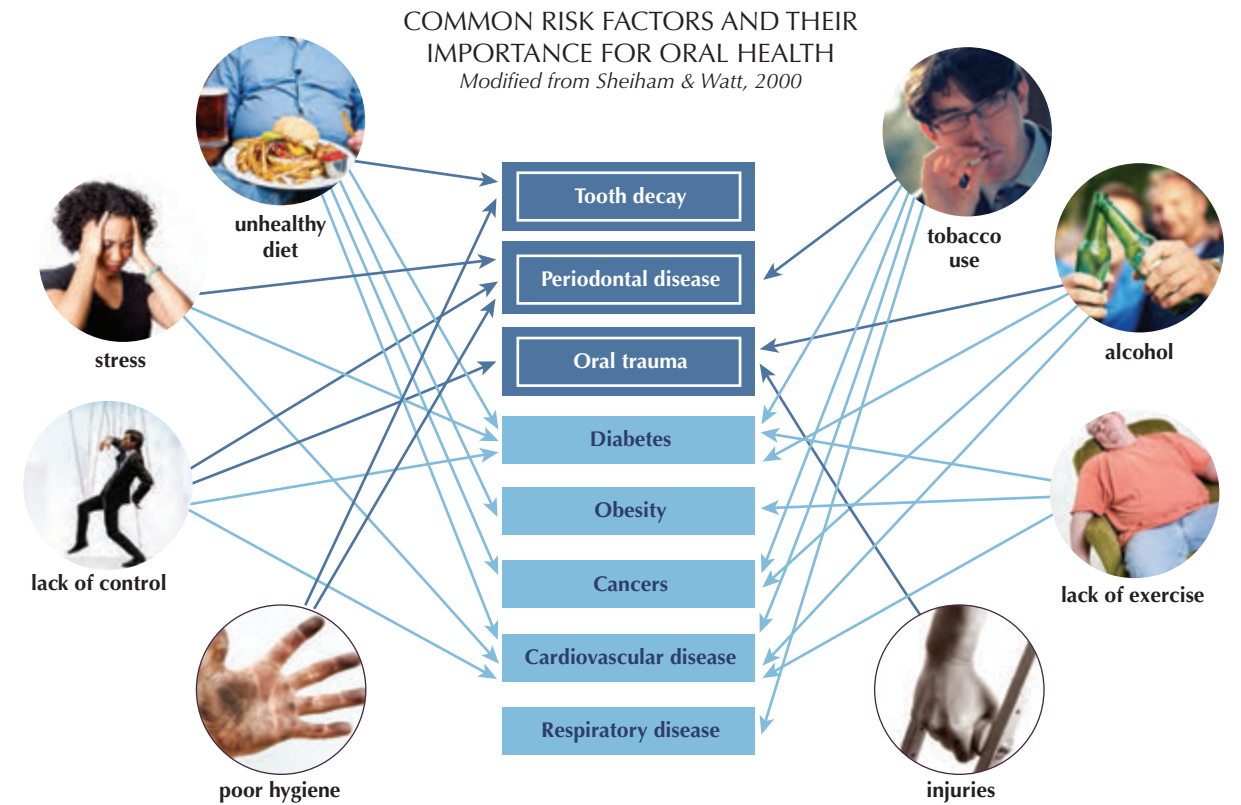 COMMON RISK FACTORS AND THEIR
IMPORTANCE FOR ORAL HEALTH
Modified from Sheiham & Watt, 2000
unhealthy
diet
stress
lack of control
poor hygiene
Tooth decay
Periodontal disease
Oral trauma
Diabetes
Obesity
Cancers
Cardiovascular disease
Respiratory disease
tobacco
use
alcohol
lack of exercise
injuries